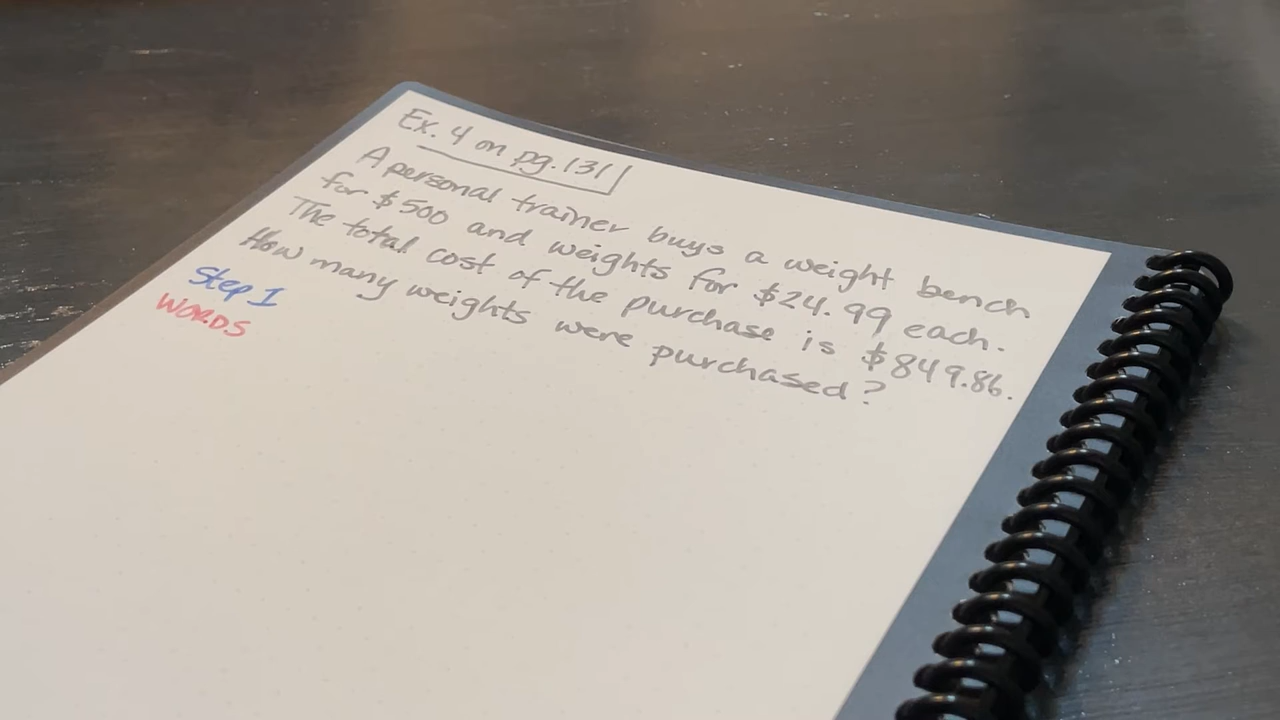 Ex. 4 on pg. 131
A personal trainer buys a weight bench
for $500 and weights for $24.99 each.
The total cost of the purchase is $849.86.
How many weights were purchased?
Step 1
WORDS